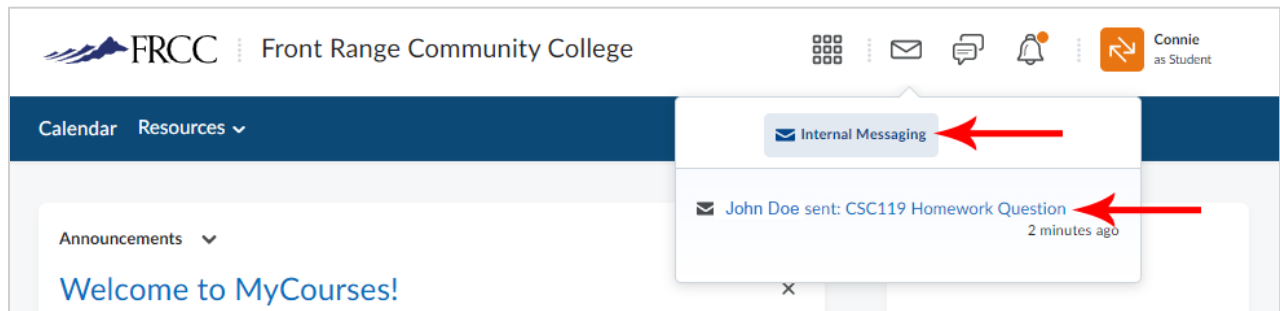 FRCC Front Range Community College
Connie
as Student
Calendar Resources
Internal Messaging
John Doe sent: CSC119 Homework Question
2 minutes ago
Announcements
Welcome to MyCourses!